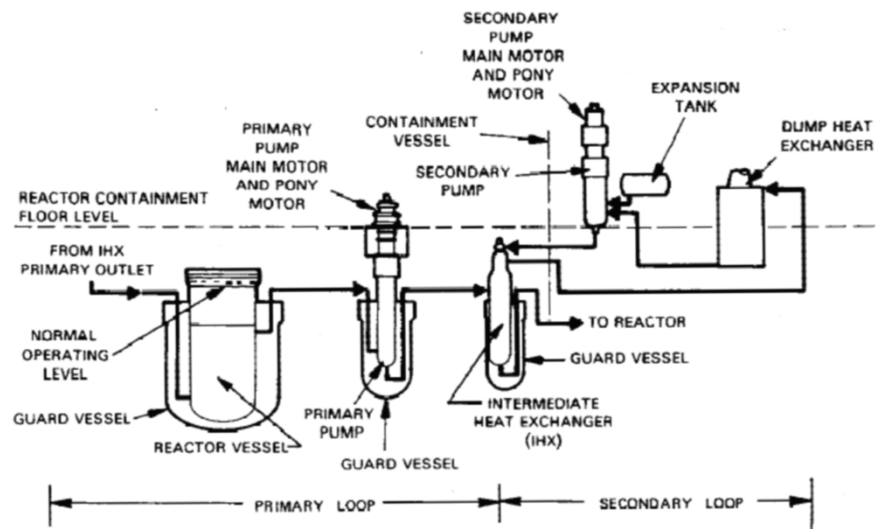 SECONDARY
PUMP
MAIN MOTOR
AND PONY
MOTOR
EXPANSION
TANK
DUMP HEAT
EXCHANGER
PRIMARY
PUMP
MAIN MOTOR
AND PONY
MOTOR
CONTAINMENT
VESSEL
SECONDARY
PUMP
REACTOR CONTAINMENT
FLOOR LEVEL
FROM IHX
PRIMARY OUTLET
NORMAL
OPERATING
LEVEL
GUARD VESSEL
REACTOR VESSEL
PRIMARY
PUMP
GUARD VESSEL
TO REACTOR
GUARD VESSEL
INTERMEDIATE
HEAT EXCHANGER
(IHX)
PRIMARY LOOP
SECONDARY LOOP